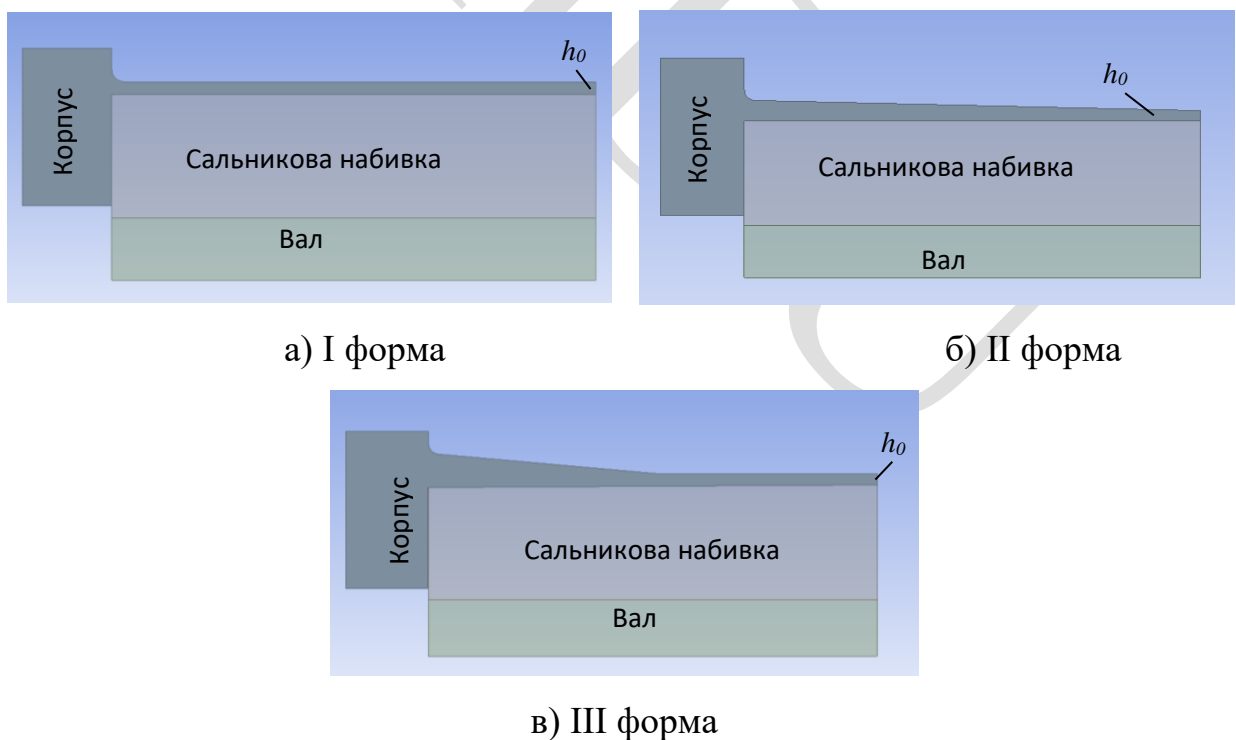 h₀
Корпус
Сальникова набивка
Вал
h₀
Корпус
Сальникова набивка
Вал
а) I форма
б) II форма
h₀
Корпус
Сальникова набивка
Вал
в) III форма